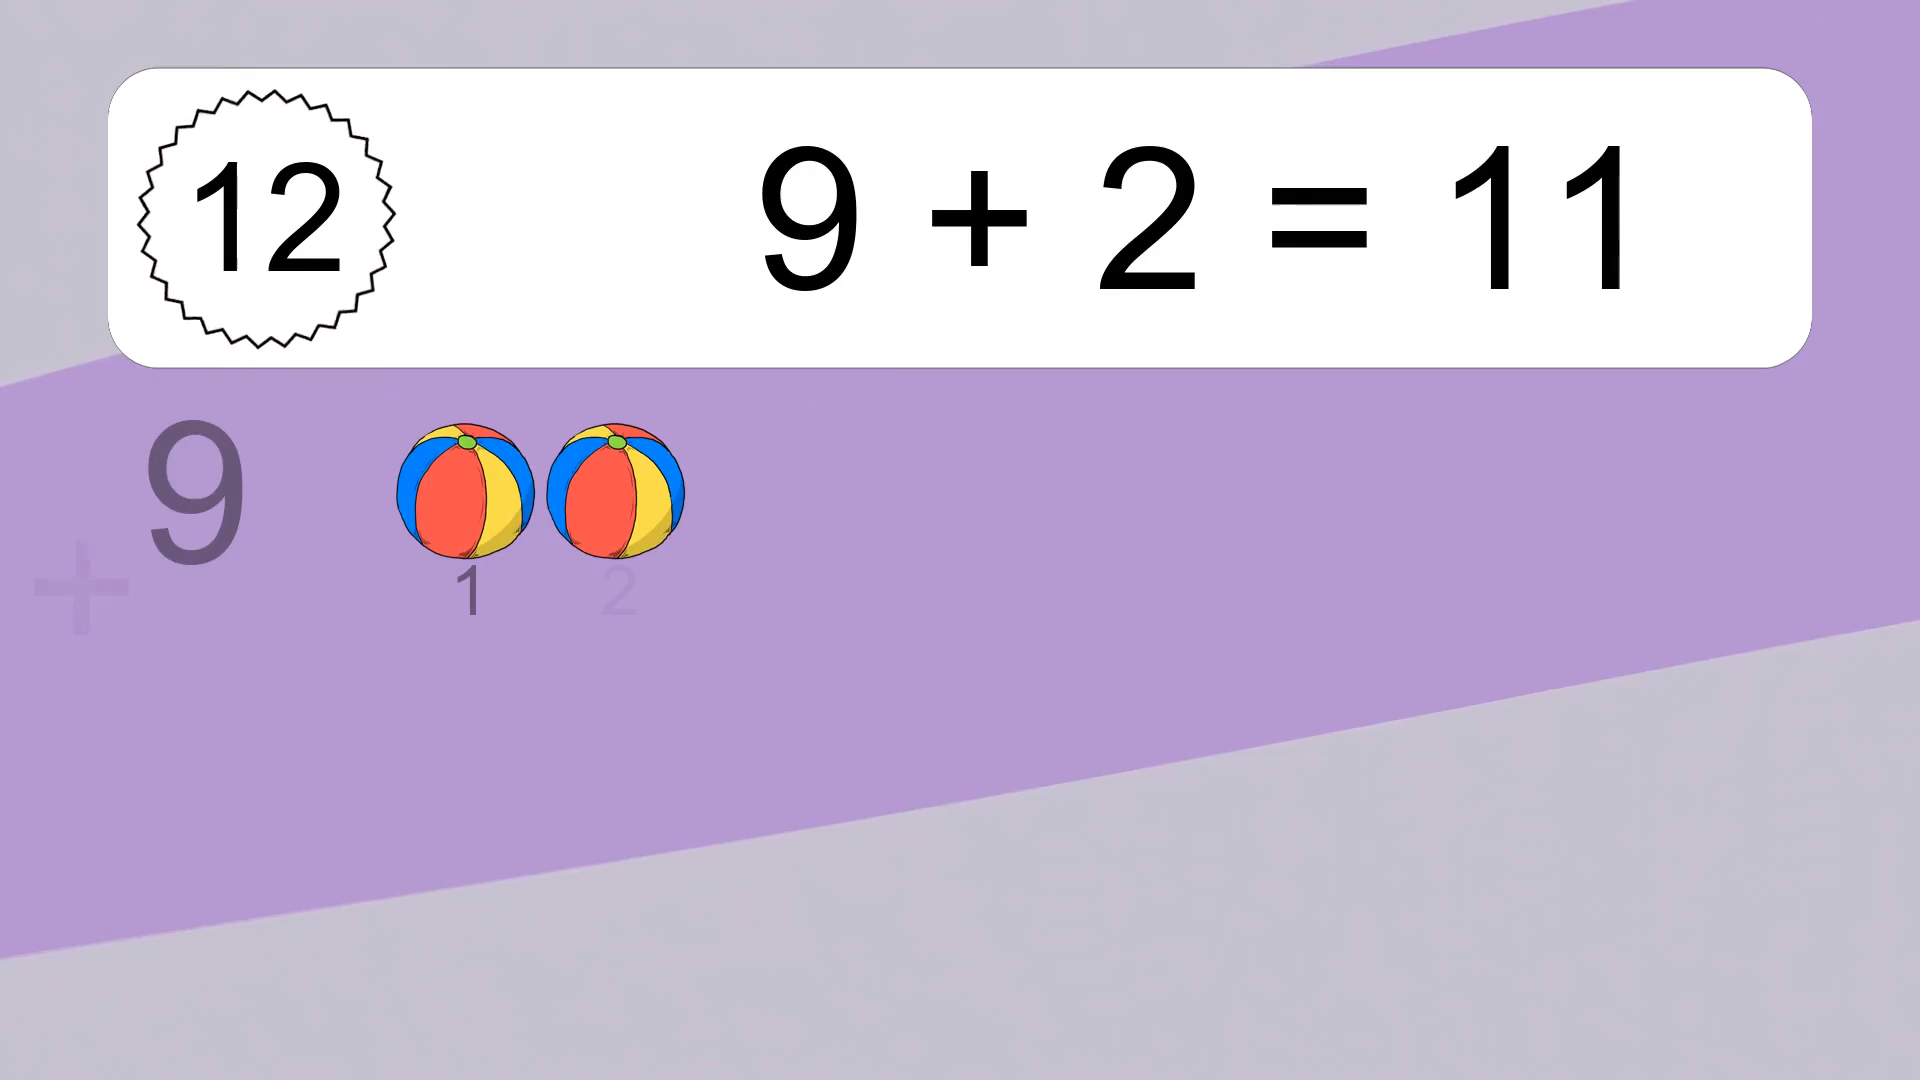 12
9 + 2 = 11
9
+
1 2